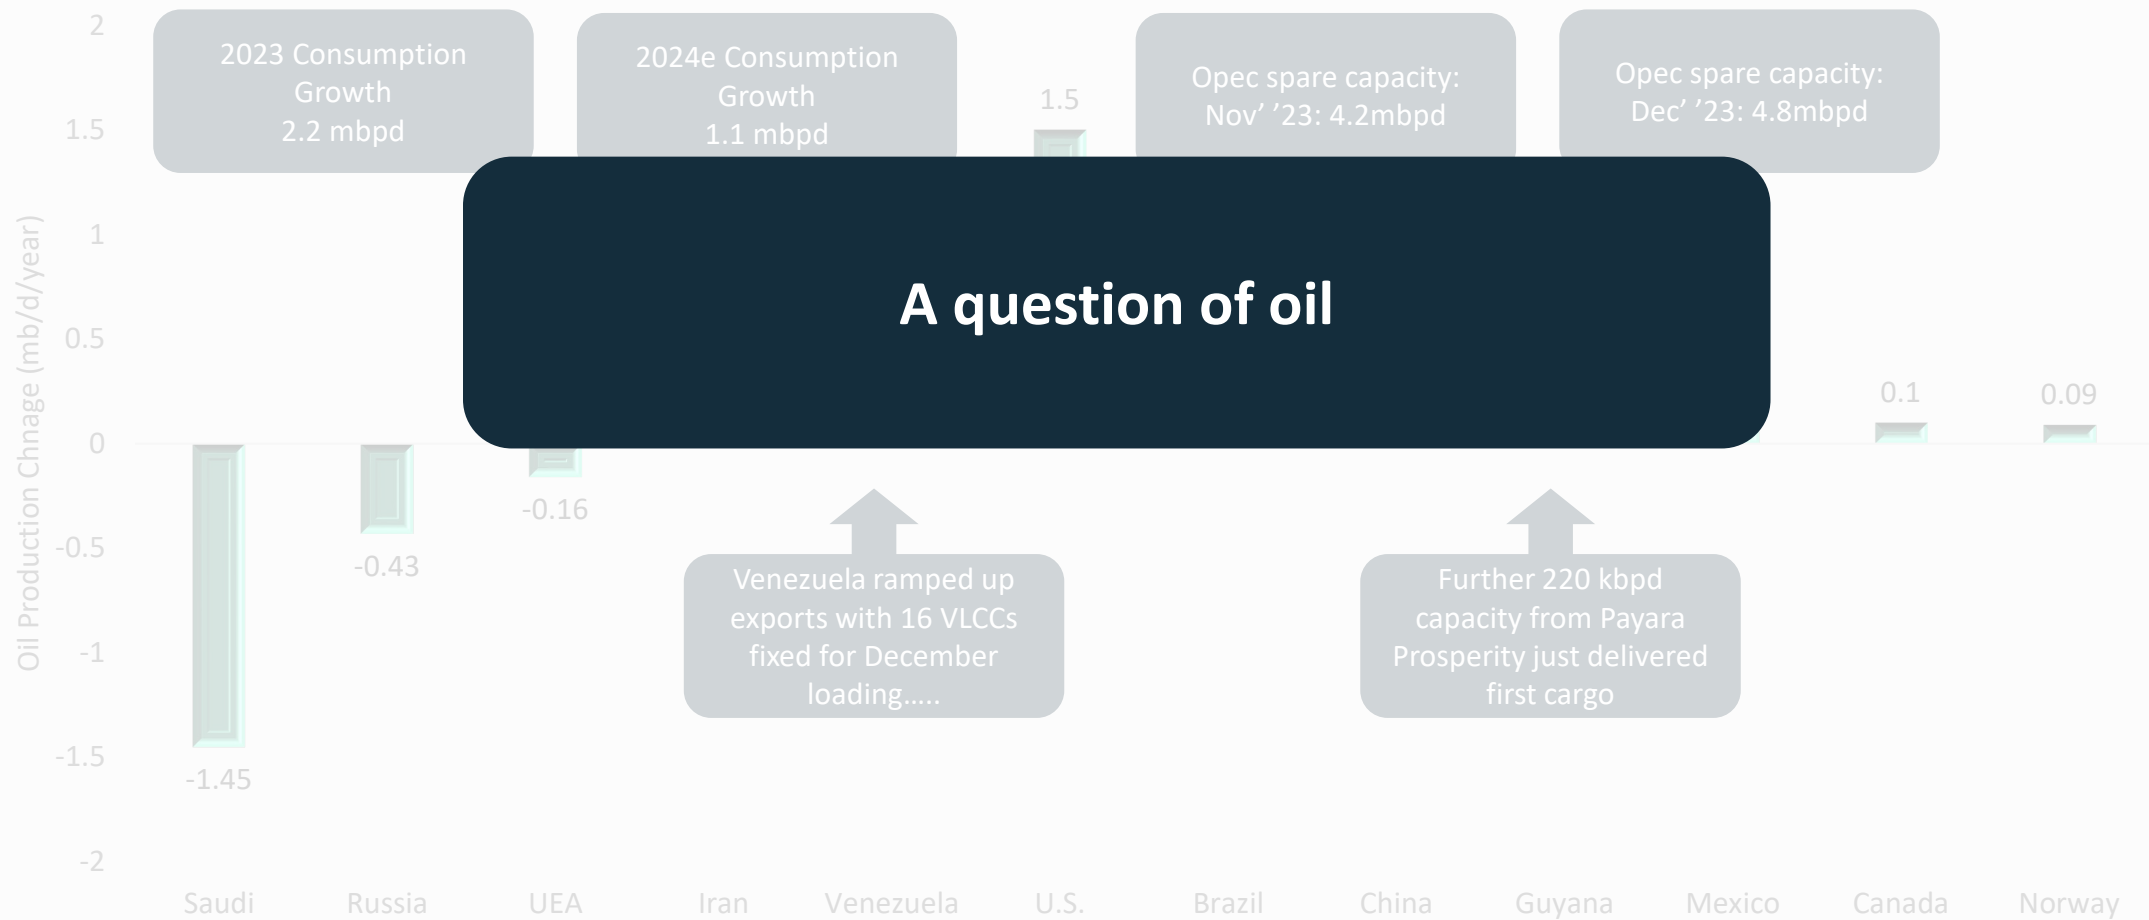 2
1.5
1
0.5
0
-0.5
-1
-1.5
-2
Oil Production Chnage (mb/d/year)
2023 Consumption
Growth
2.2 mbpd
2024e Consumption
Growth
1.1 mbpd
Opec spare capacity:
Nov’ ’23: 4.2mbpd
Opec spare capacity:
Dec’ ’23: 4.8mbpd
A question of oil
-1.45
-0.43
-0.16
1.5
0.1
0.09
Venezuela ramped up
exports with 16 VLCCs
fixed for December
loading.....
Further 220 kbpd
capacity from Payara
Prosperity just delivered
first cargo
Saudi
Russia
UEA
Iran
Venezuela
U.S.
Brazil
China
Guyana
Mexico
Canada
Norway